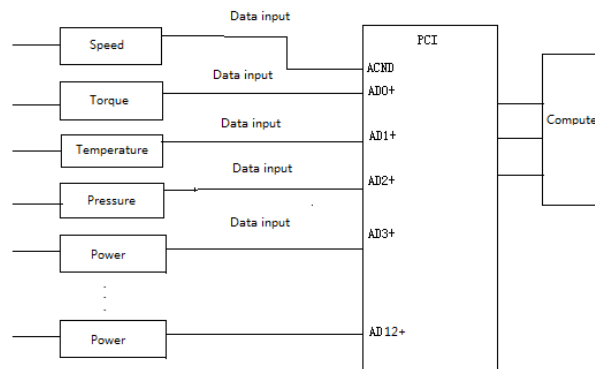 Data input
Speed
PCI
ACND
Data input
AD0+
Torque
Compute
Data input
AD1+
Temperature
Data input
AD2+
Pressure
Data input
AD3+
Power
AD12+
Power